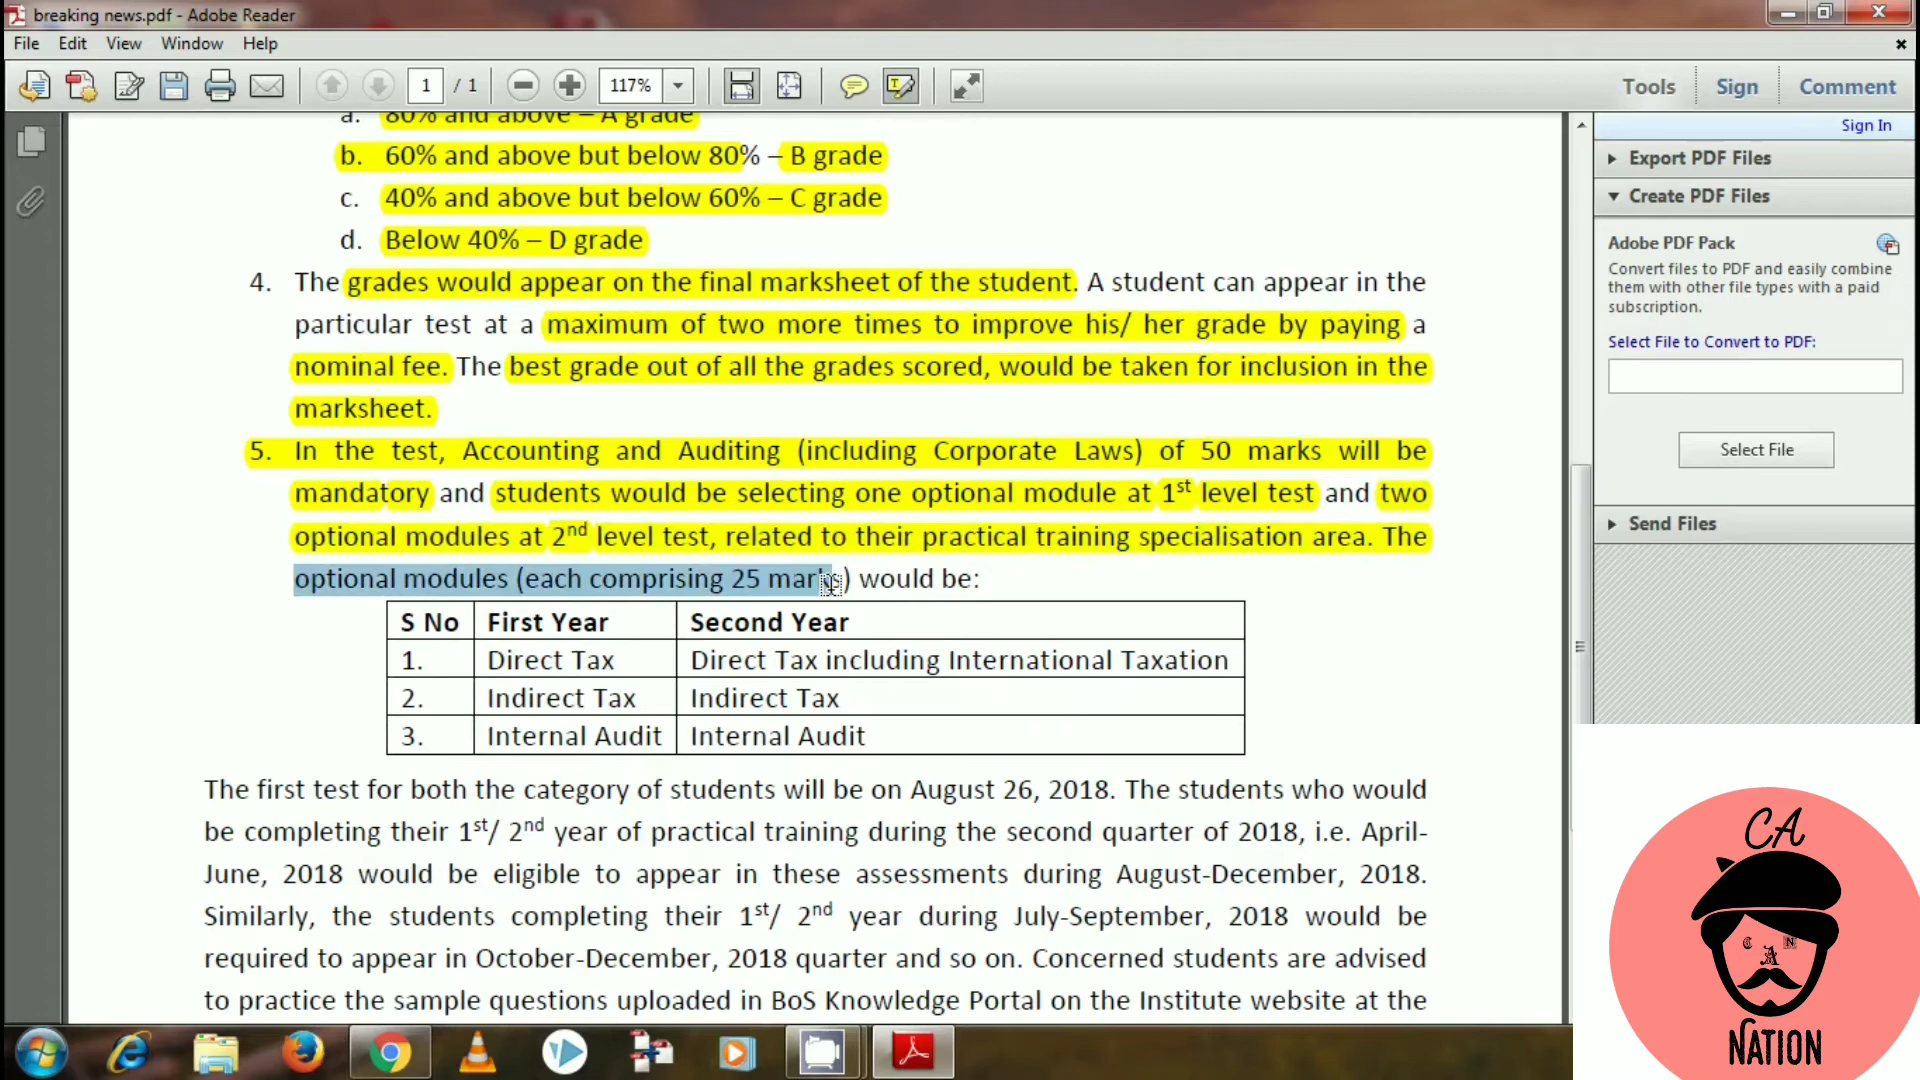 breaking news.pdf - Adobe Reader
File Edit View Window Help
1 / 1 117% Tools Sign Comment
Sign In
Export PDF Files
Create PDF Files
Adobe PDF Pack
Convert files to PDF and easily combine
them with other file types with a paid
subscription.
Select File to Convert to PDF:
Select File
Send Files
a. 80% and above – A grade
b. 60% and above but below 80% – B grade
c. 40% and above but below 60% – C grade
d. Below 40% – D grade
4. The grades would appear on the final marksheet of the student. A student can appear in the
particular test at a maximum of two more times to improve his/ her grade by paying a
nominal fee. The best grade out of all the grades scored, would be taken for inclusion in the
marksheet.
5. In the test, Accounting and Auditing (including Corporate Laws) of 50 marks will be
mandatory and students would be selecting one optional module at 1st level test and two
optional modules at 2nd level test, related to their practical training specialisation area. The
optional modules (each comprising 25 marks) would be:
S No First Year Second Year
1. Direct Tax Direct Tax including International Taxation
2. Indirect Tax Indirect Tax
3. Internal Audit Internal Audit
The first test for both the category of students will be on August 26, 2018. The students who would
be completing their 1st/ 2nd year of practical training during the second quarter of 2018, i.e. April-
June, 2018 would be eligible to appear in these assessments during August-December, 2018.
Similarly, the students completing their 1st/ 2nd year during July-September, 2018 would be
required to appear in October-December, 2018 quarter and so on. Concerned students are advised
to practice the sample questions uploaded in BoS Knowledge Portal on the Institute website at the
CA
C N
A
NATION